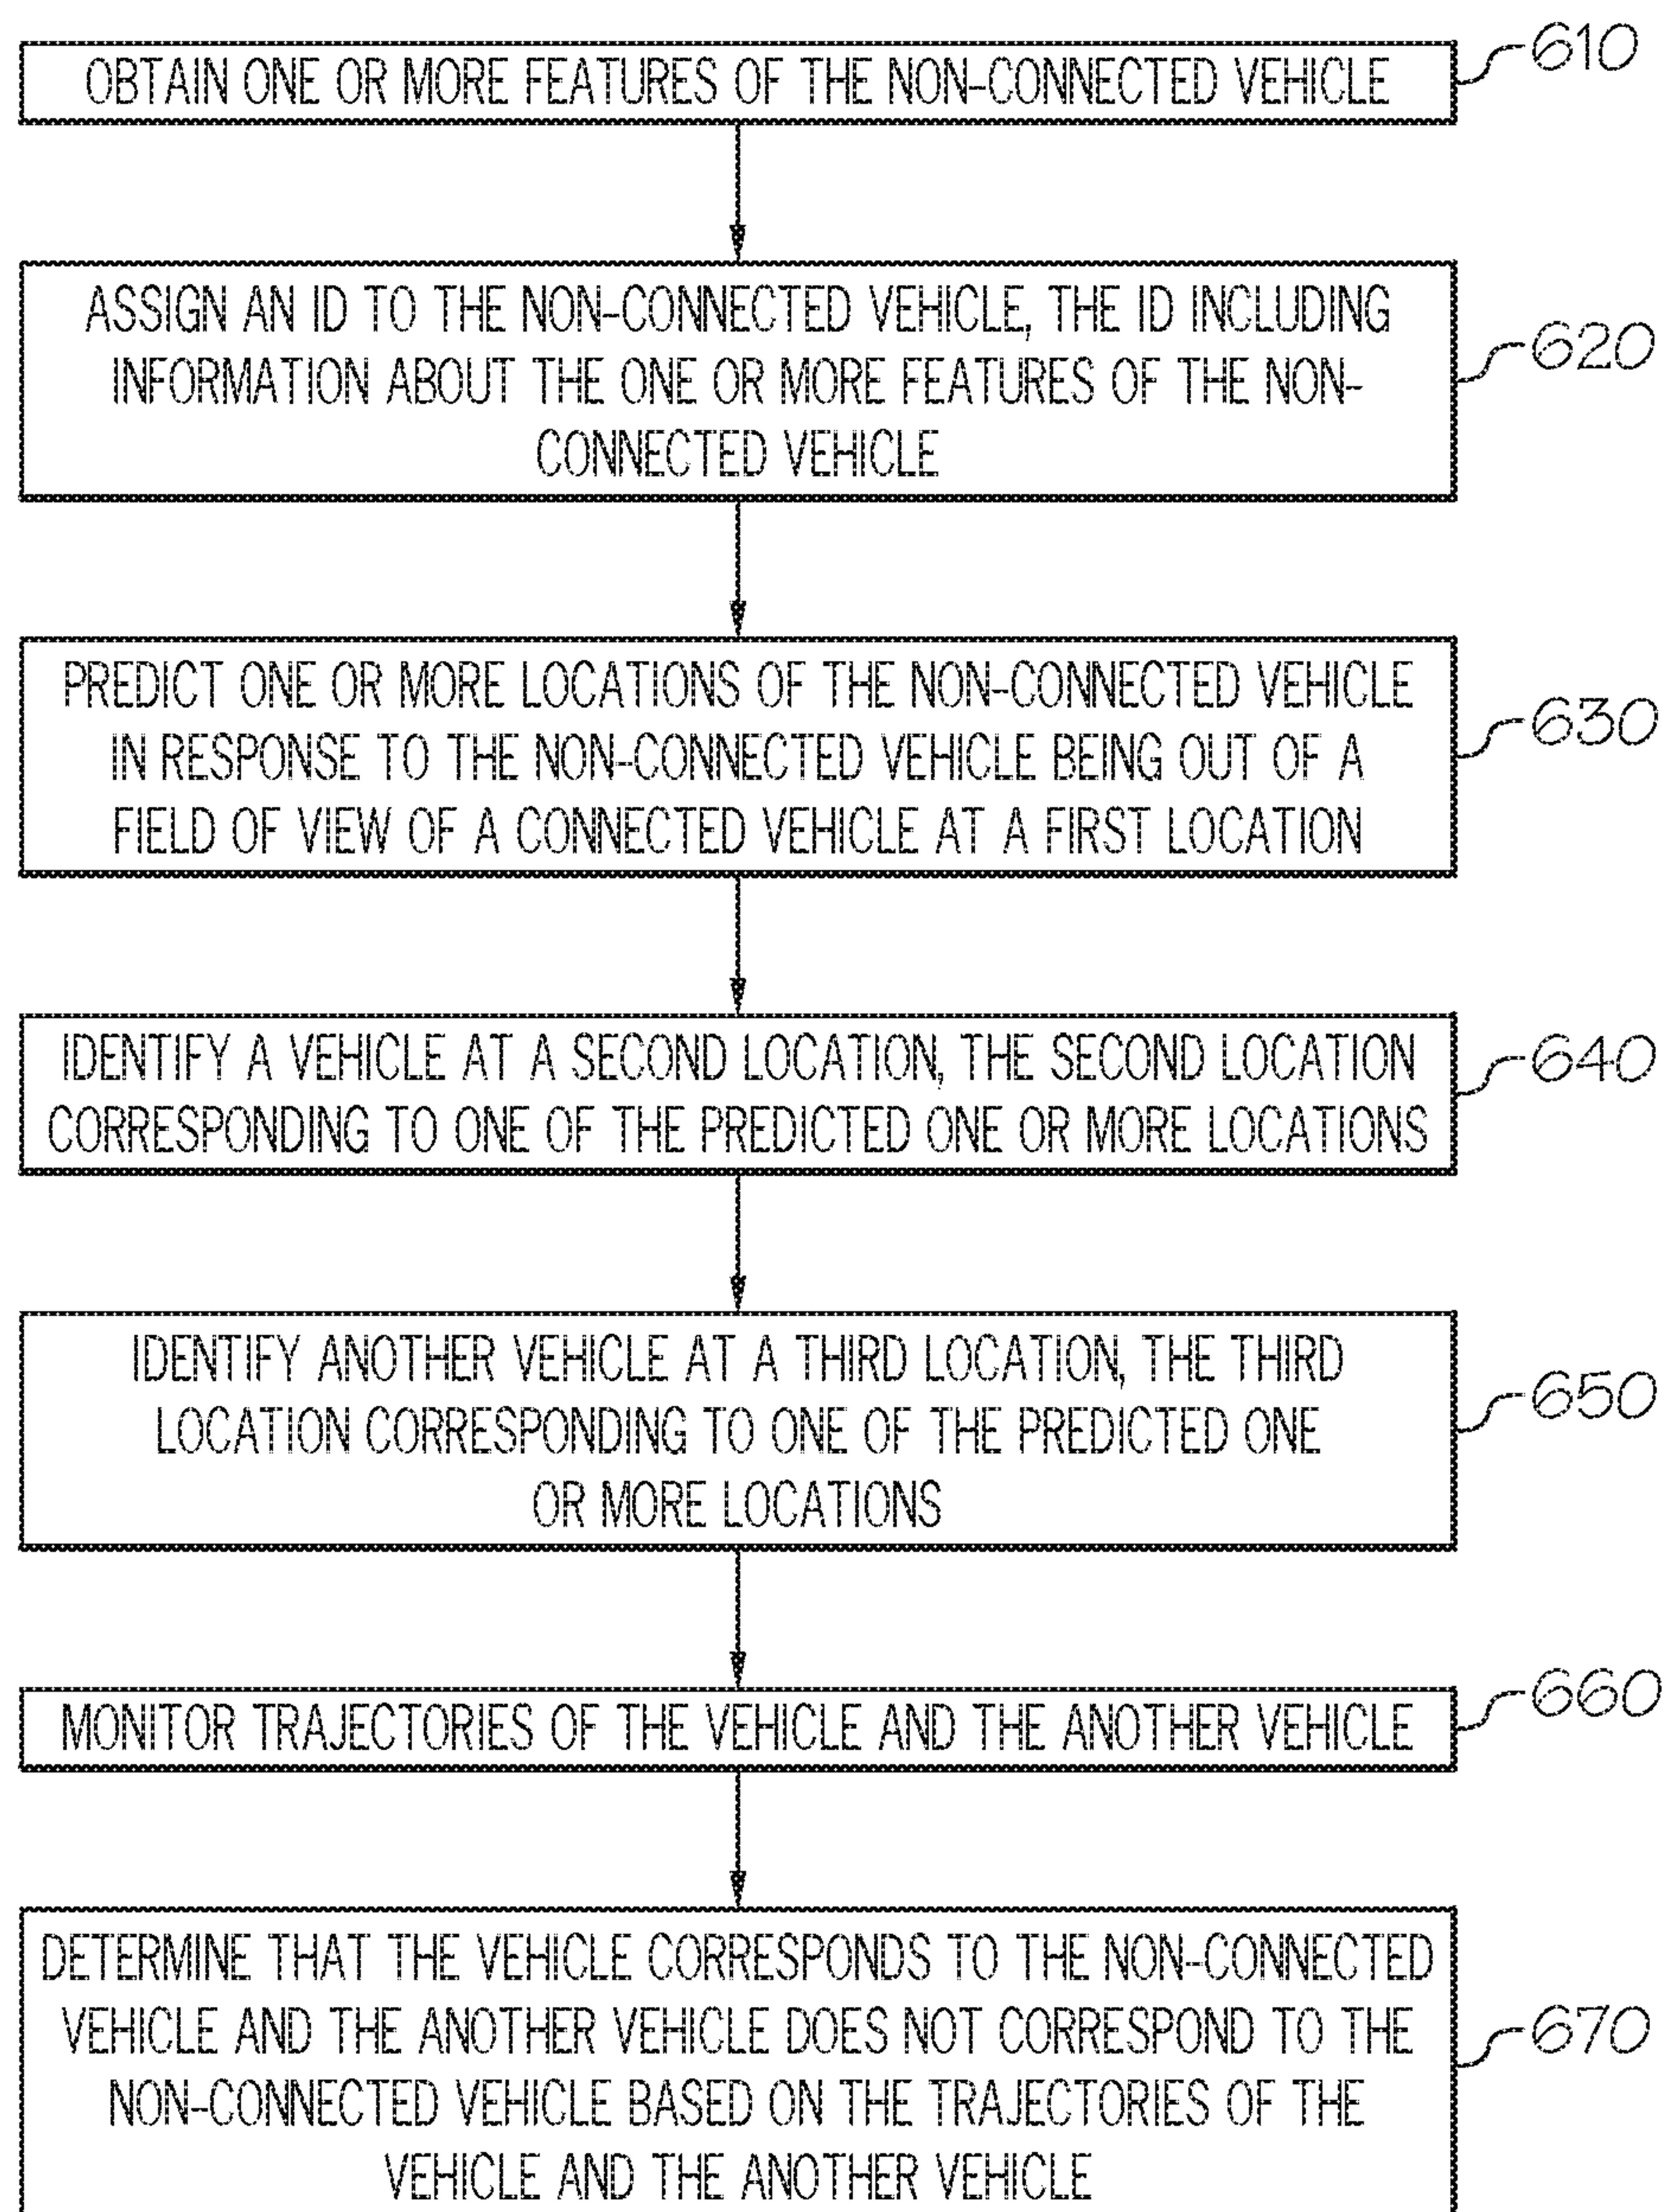 OBTAIN ONE OR MORE FEATURES OF THE NON-CONNECTED VEHICLE
610
ASSIGN AN ID TO THE NON-CONNECTED VEHICLE, THE ID INCLUDING
INFORMATION ABOUT THE ONE OR MORE FEATURES OF THE NON-
CONNECTED VEHICLE
620
PREDICT ONE OR MORE LOCATIONS OF THE NON-CONNECTED VEHICLE
IN RESPONSE TO THE NON-CONNECTED VEHICLE BEING OUT OF A
FIELD OF VIEW OF A CONNECTED VEHICLE AT A FIRST LOCATION
630
IDENTIFY A VEHICLE AT A SECOND LOCATION, THE SECOND LOCATION
CORRESPONDING TO ONE OF THE PREDICTED ONE OR MORE LOCATIONS
640
IDENTIFY ANOTHER VEHICLE AT A THIRD LOCATION, THE THIRD
LOCATION CORRESPONDING TO ONE OF THE PREDICTED ONE
OR MORE LOCATIONS
650
MONITOR TRAJECTORIES OF THE VEHICLE AND THE ANOTHER VEHICLE
660
DETERMINE THAT THE VEHICLE CORRESPONDS TO THE NON-CONNECTED
VEHICLE AND THE ANOTHER VEHICLE DOES NOT CORRESPOND TO THE
NON-CONNECTED VEHICLE BASED ON THE TRAJECTORIES OF THE
VEHICLE AND THE ANOTHER VEHICLE
670